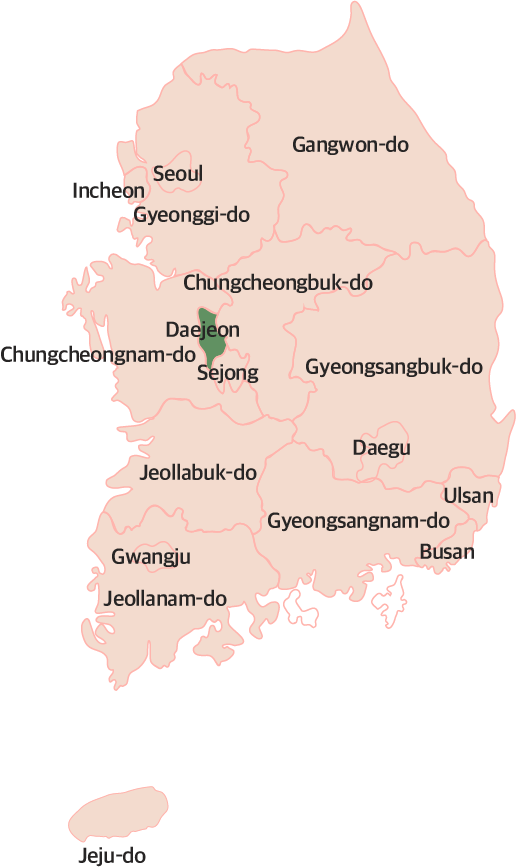 Gangwon-do
Seoul
Incheon
Gyeonggi-do
Chungcheongbuk-do
Daejeon
Chungcheongnam-do
Sejong
Gyeongsangbuk-do
Daegu
Jeollabuk-do
Ulsan
Gyeongsangnam-do
Busan
Gwangju
Jeollanam-do
Jeju-do